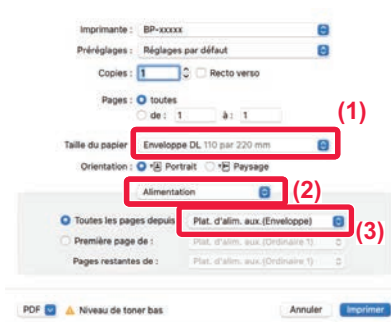 Imprimante : BP-xxxxx
Préréglages : Réglages par défaut
Copies : 1 Recto verso
Pages : toutes
de : 1 à : 1
(1)
Taille du papier Enveloppe DL 110 par 220 mm
Orientation : Portrait Paysage
Alimentation (2)
Toutes les pages depuis Plat. d'alim. aux.(Enveloppe)
(3)
Première page de : Plat. d'alim. aux.(Ordinaire 1)
Pages restantes de : Plat. d'alim. aux.(Ordinaire 1)
PDF Niveau de toner bas Annuler Imprimer